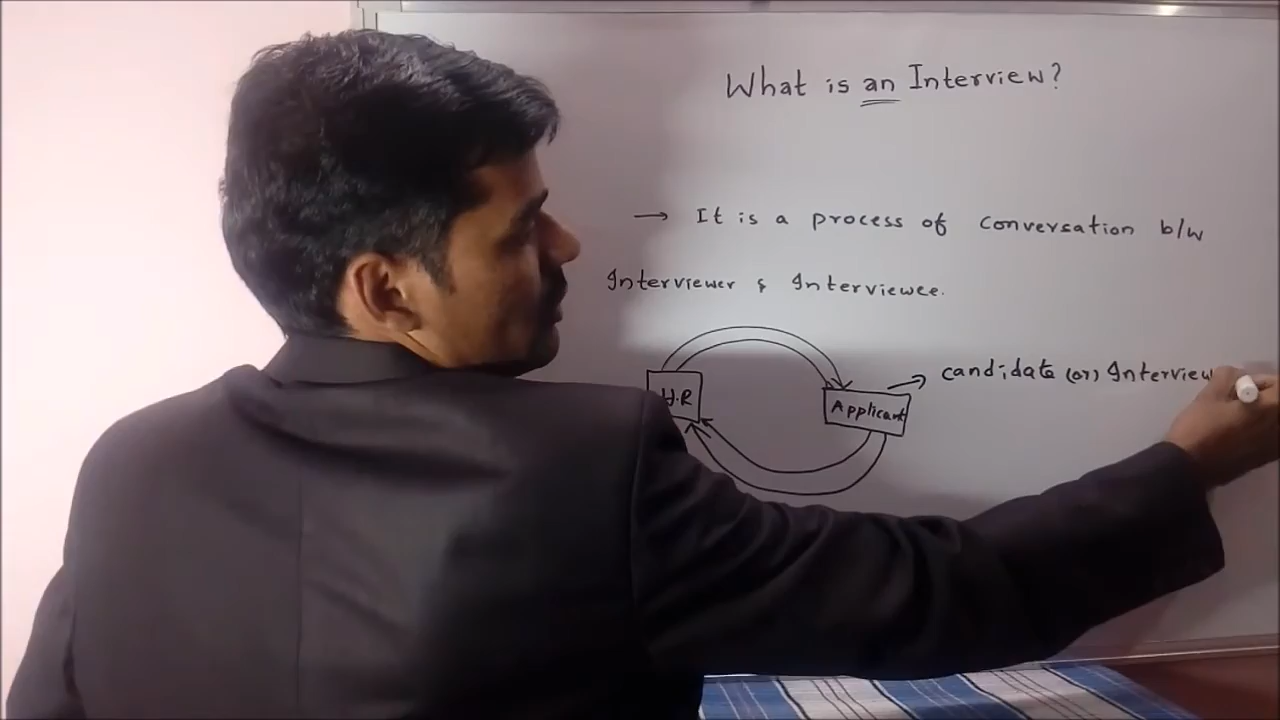 What is an Interview?
→ It is a process of conversation b/w
Interviewer & Interviewee.
H.R
Applicant
→ candidate (or) Interview